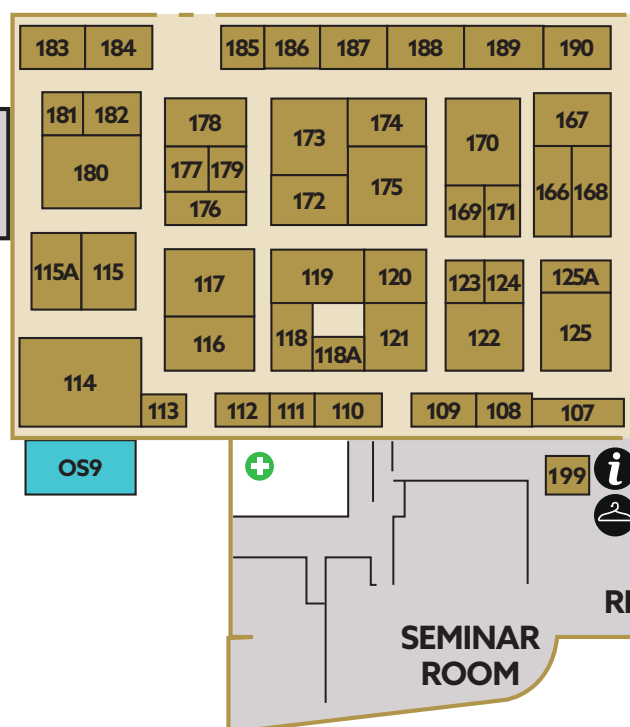 183 184 185 186 187 188 189 190
181 182 178 173 174 170 167
180 177 179 172 175 169 171 166 168
176
115A 115 117 119 120 123 124 125A
116 118 118A 121 122 125
114
113 112 111 110 109 108 107
OS9
199
i
RE
SEMINAR
ROOM